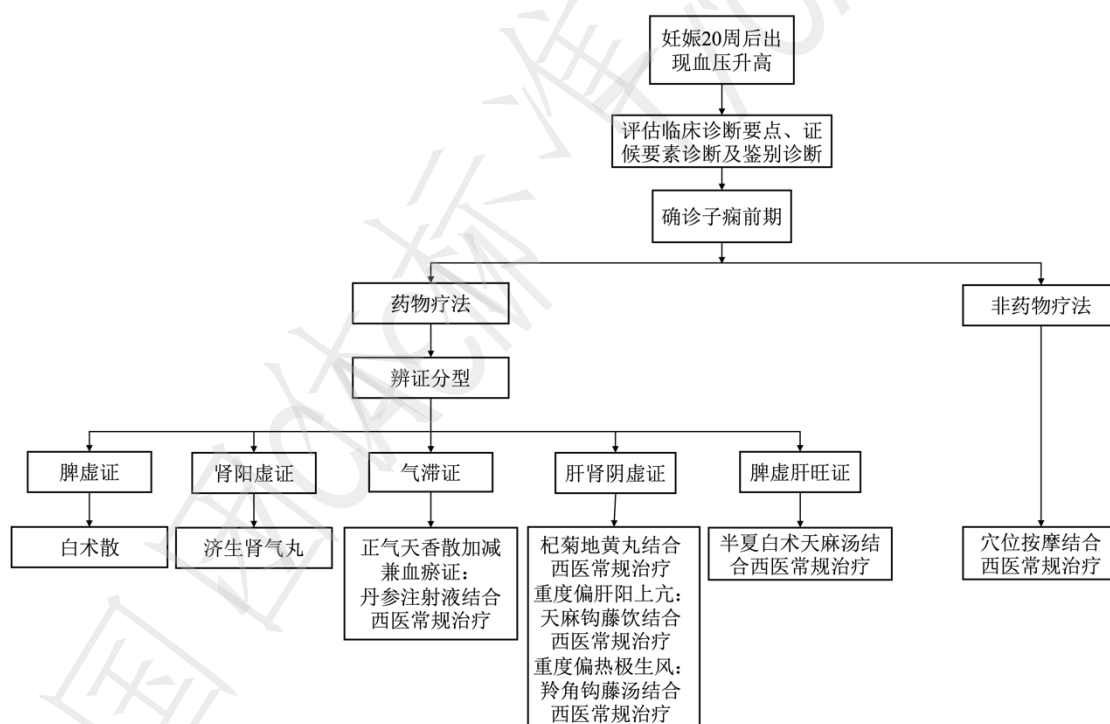 妊娠20周后出
现血压升高
评估临床诊断要点、证
候要素诊断及鉴别诊断
确诊子痫前期
药物疗法
非药物疗法
辨证分型
脾虚证
肾阳虚证
气滞证
肝肾阴虚证
脾虚肝旺证
白术散
济生肾气丸
正气天香散加减
兼血瘀证：
丹参注射液结合
西医常规治疗
杞菊地黄丸结合
西医常规治疗
重度偏肝阳上亢：
天麻钩藤饮结合
西医常规治疗
重度偏热极生风：
羚角钩藤汤结合
西医常规治疗
半夏白术天麻汤结
合西医常规治疗
穴位按摩结合
西医常规治疗